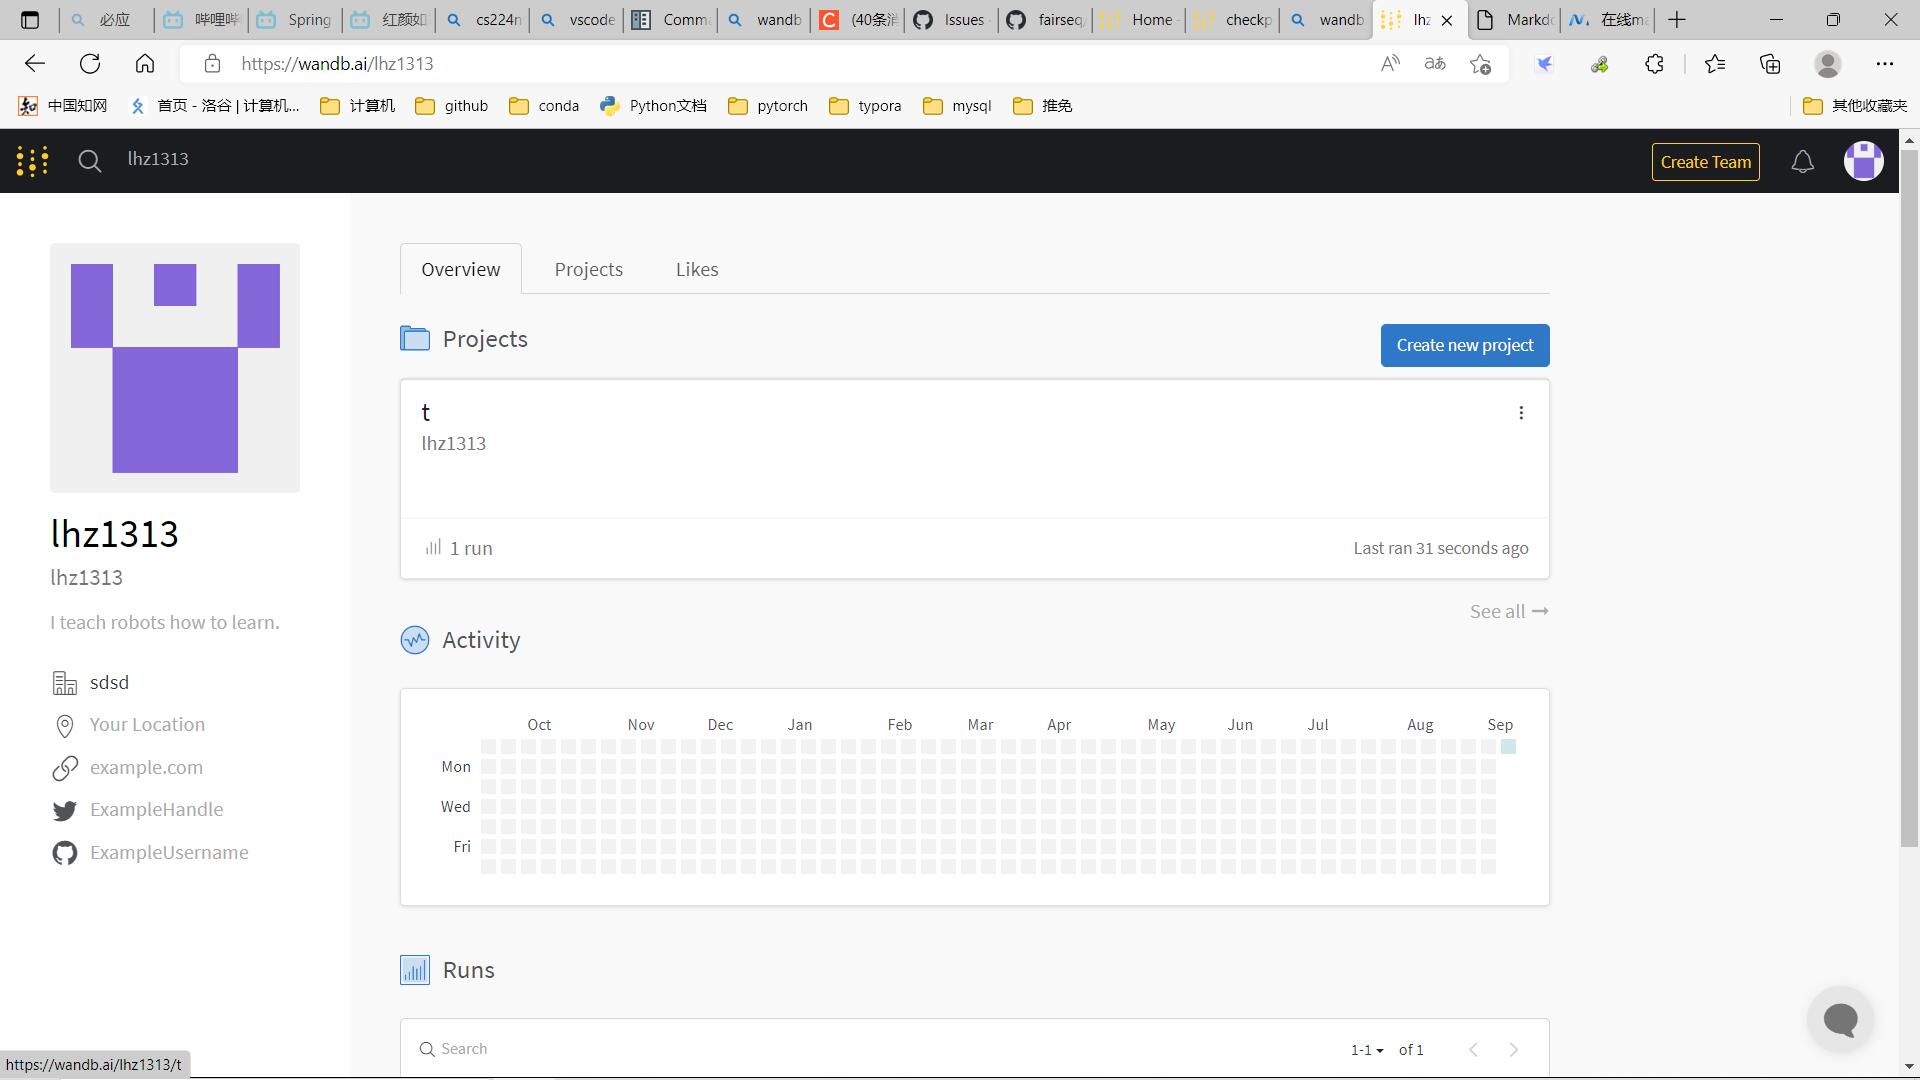 必应
哔哩哔
Spring
红颜如
cs224n
vscode
Comma
wandb
(40条消
Issues
fairseq/
Home -
checkp
wandb
lhz
Markdo
在线ma
https://wandb.ai/lhz1313
中国知网
首页 - 洛谷 | 计算机...
计算机
github
conda
Python文档
pytorch
typora
mysql
推免
其他收藏夹
lhz1313
Create Team
Overview
Projects
Likes
Projects
Create new project
t
lhz1313
1 run
Last ran 31 seconds ago
See all
lhz1313
lhz1313
I teach robots how to learn.
sdsd
Your Location
example.com
ExampleHandle
ExampleUsername
Activity
Oct Nov Dec Jan Feb Mar Apr May Jun Jul Aug Sep
Mon
Wed
Fri
Runs
Search
1-1 of 1
https://wandb.ai/lhz1313/t